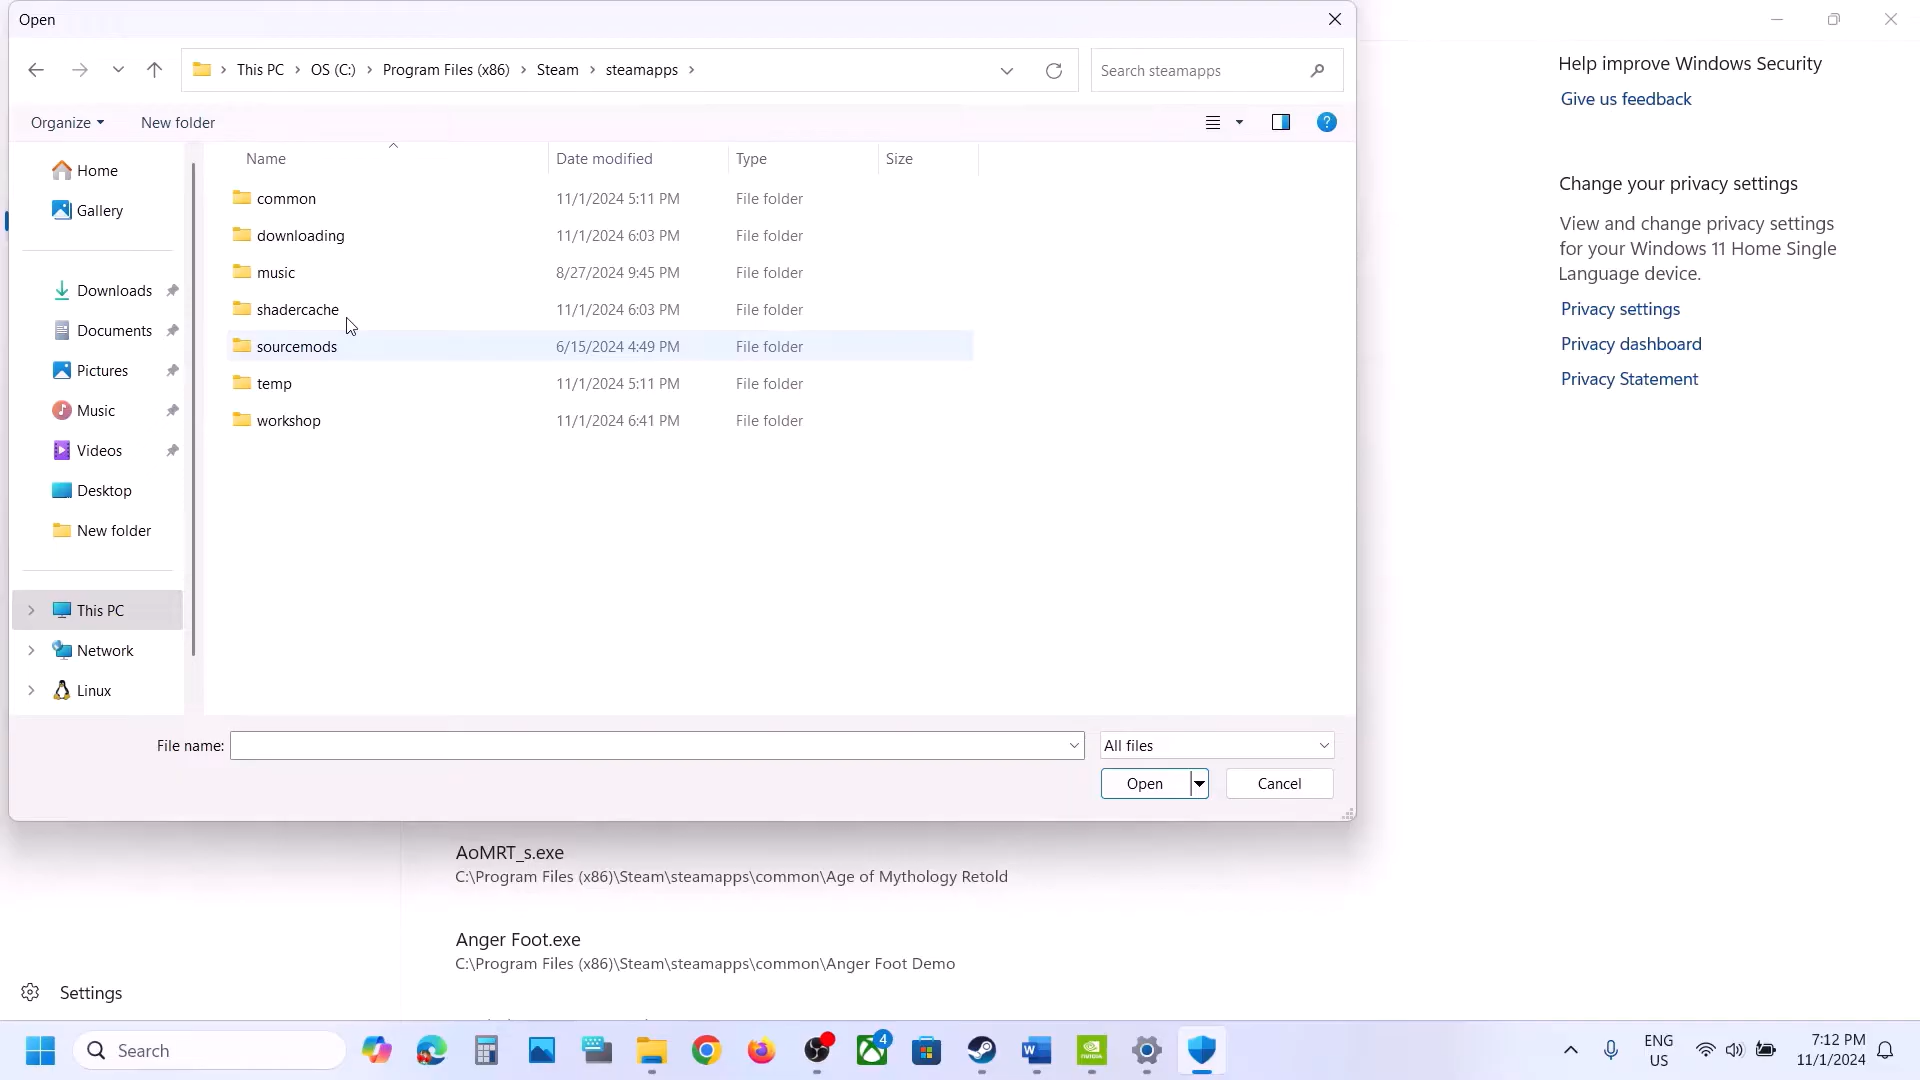 Open
This PC > OS (C:) > Program Files (x86) > Steam > steamapps >
Search steamapps
Organize
New folder
Name
Date modified
Type
Size
Home
Gallery
Downloads
Documents
Pictures
Music
Videos
Desktop
New folder
This PC
Network
Linux
common 11/1/2024 5:11 PM File folder
downloading 11/1/2024 6:03 PM File folder
music 8/27/2024 9:45 PM File folder
shadercache 11/1/2024 6:03 PM File folder
sourcemods 6/15/2024 4:49 PM File folder
temp 11/1/2024 5:11 PM File folder
workshop 11/1/2024 6:41 PM File folder
File name:
All files
Open
Cancel
Help improve Windows Security
Give us feedback
Change your privacy settings
View and change privacy settings
for your Windows 11 Home Single
Language device.
Privacy settings
Privacy dashboard
Privacy Statement
AoMRT_s.exe
C:\Program Files (x86)\Steam\steamapps\common\Age of Mythology Retold
Anger Foot.exe
C:\Program Files (x86)\Steam\steamapps\common\Anger Foot Demo
Settings
Search
4
ENG
US
7:12 PM
11/1/2024